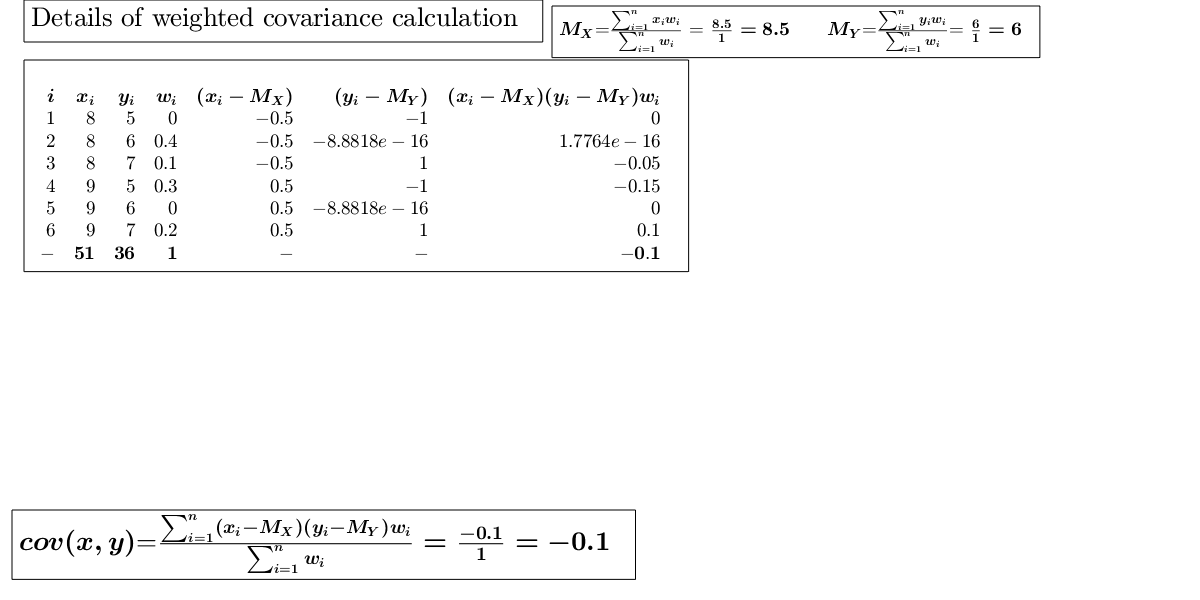 Details of weighted covariance calculation
M_X=\frac{\sum_{i=1}^{n} x_i w_i}{\sum_{i=1}^{n} w_i} = \frac{8.5}{1} = 8.5    M_Y=\frac{\sum_{i=1}^{n} y_i w_i}{\sum_{i=1}^{n} w_i}= \frac{6}{1} = 6
i x_i y_i w_i (x_i − M_X) (y_i − M_Y) (x_i − M_X)(y_i − M_Y)w_i
1 8 5 0 −0.5 −1 0
2 8 6 0.4 −0.5 −8.8818e − 16 1.7764e − 16
3 8 7 0.1 −0.5 1 −0.05
4 9 5 0.3 0.5 −1 −0.15
5 9 6 0 0.5 −8.8818e − 16 0
6 9 7 0.2 0.5 1 0.1
− 51 36 1 − − −0.1
cov(x, y)=\frac{\sum_{i=1}^{n}(x_i−M_X)(y_i−M_Y)w_i}{\sum_{i=1}^{n} w_i} = \frac{−0.1}{1} = −0.1